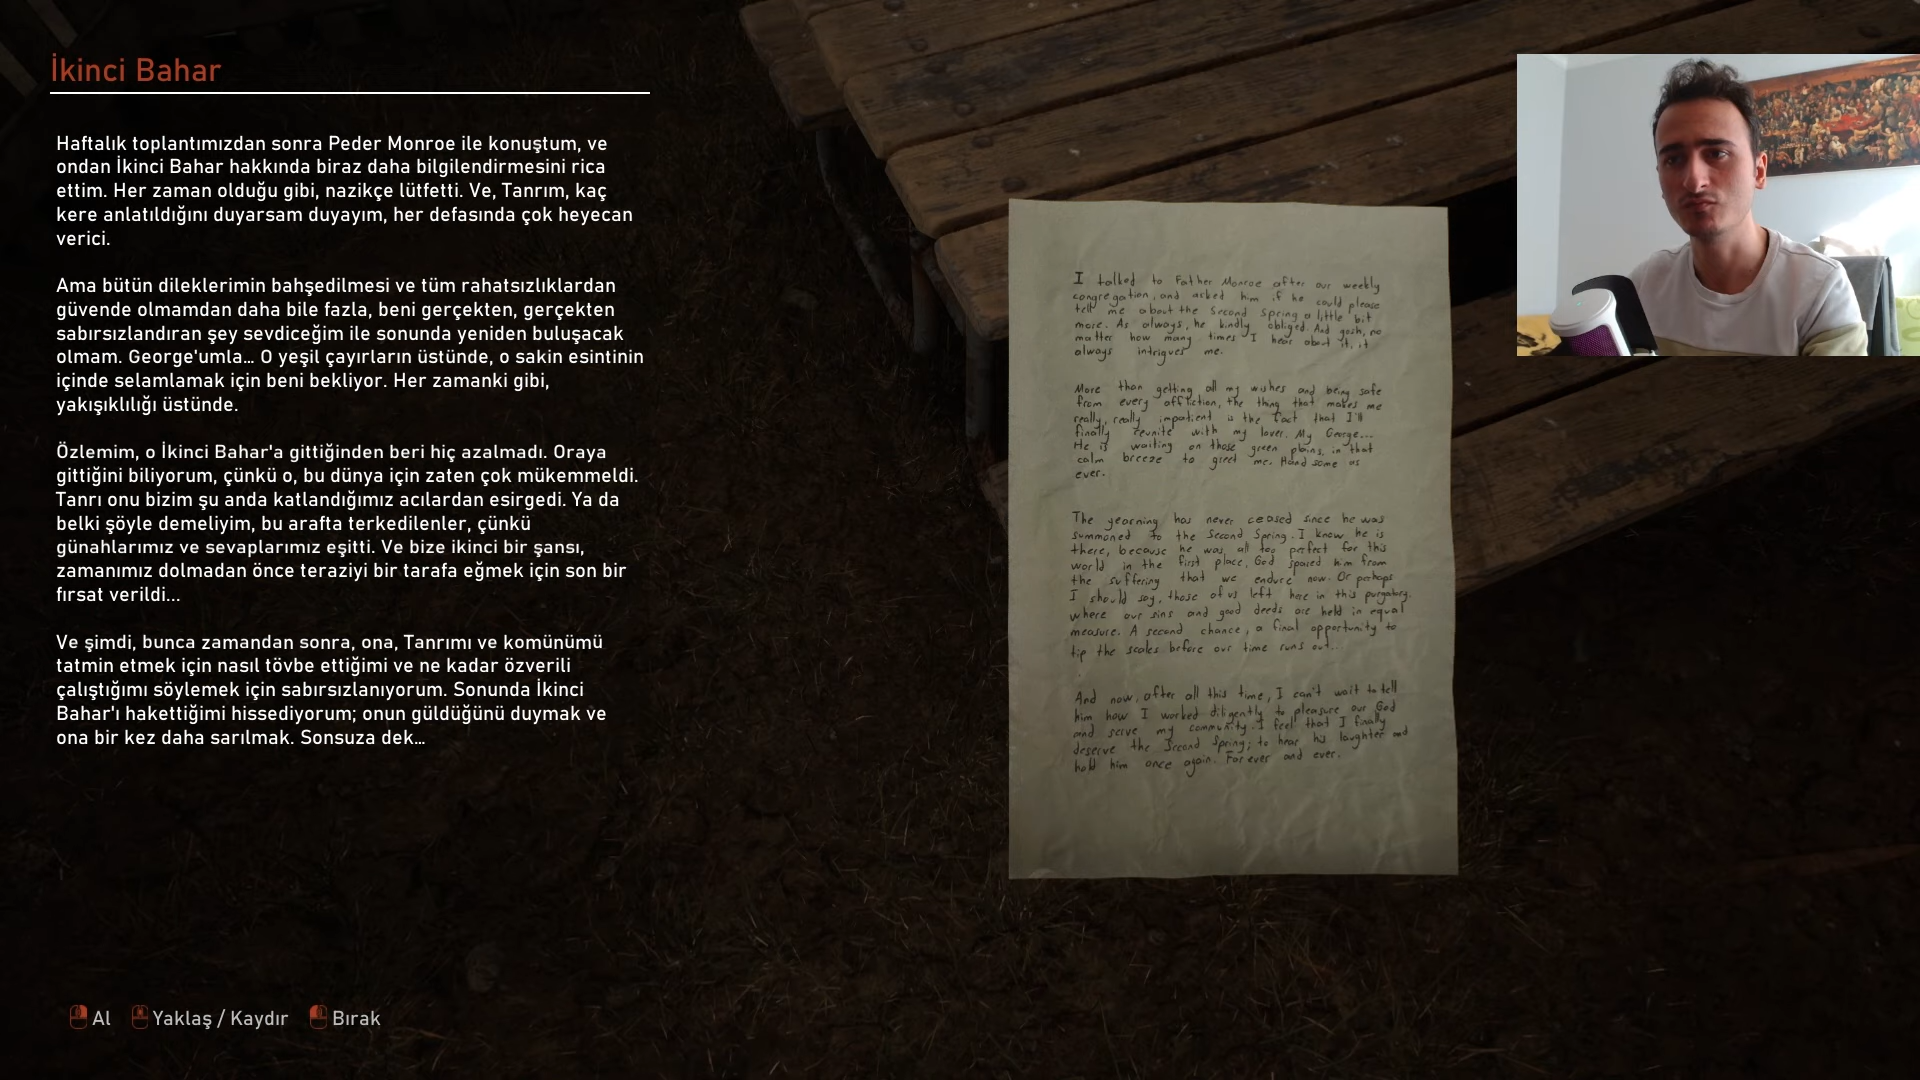 İkinci Bahar
Haftalık toplantımızdan sonra Peder Monroe ile konuştum, ve
ondan İkinci Bahar hakkında biraz daha bilgilendirmesini rica
ettim. Her zaman olduğu gibi, nazikçe lütfetti. Ve, Tanrım, kaç
kere anlatıldığını duyarsam duyayım, her defasında çok heyecan
verici.
Ama bütün dileklerimin bahşedilmesi ve tüm rahatsızlıklardan
güvende olmamdan daha bile fazla, beni gerçekten, gerçekten
sabırsızlandıran şey sevdiceğim ile sonunda yeniden buluşacak
olmam. George'umla... O yeşil çayırların üstünde, o sakin esintinin
içinde selamlamak için beni bekliyor. Her zamanki gibi,
yakışıklılığı üstünde.
Özlemim, o İkinci Bahar'a gittiğinden beri hiç azalmadı. Oraya
gittiğini biliyorum, çünkü o, bu dünya için zaten çok mükemmeldi.
Tanrı onu bizim şu anda katlandığımız acılardan esirgedi. Ya da
belki şöyle demeliyim, bu arafta terkedilenler, çünkü
günahlarımız ve sevaplarımız eşitti. Ve bize ikinci bir şansı,
zamanımız dolmadan önce teraziyi bir tarafa eğmek için son bir
fırsat verildi...
Ve şimdi, bunca zamandan sonra, ona, Tanrımı ve komünümü
tatmin etmek için nasıl tövbe ettiğimi ve ne kadar özverili
çalıştığımı söylemek için sabırsızlanıyorum. Sonunda İkinci
Bahar'ı hakettiğimi hissediyorum; onun güldüğünü duymak ve
ona bir kez daha sarılmak. Sonsuza dek...
I talked to Father Monroe after our weekly
congregation, and asked him if he could please
tell me about the Second Spring a little bit
more. As always, he kindly obliged. And gosh, no
matter how many times I hear about it, it
always intrigues me.
More than getting all my wishes and being safe
from every affliction, the thing that makes me
really, really impatient is the fact that I'll
finally reunite with my lover. My George...
He is waiting on those green plains, in that
calm breeze to greet me. Handsome as
ever.
The yearning has never ceased since he was
summoned to the Second Spring. I know he is
there, because he was all too perfect for this
world in the first place, God spared him from
the suffering that we endure now. Or perhaps
I should say, those of us left here in this purgatory,
where our sins and good deeds are held in equal
measure. A second chance, a final opportunity to
tip the scales before our time runs out...
And now, after all this time, I can't wait to tell
him how I worked diligently to pleasure our God
and serve my community. I feel that I finally
deserve the Second Spring; to hear his laughter and
hold him once again. Forever and ever.
Al Yaklaş / Kaydır Bırak